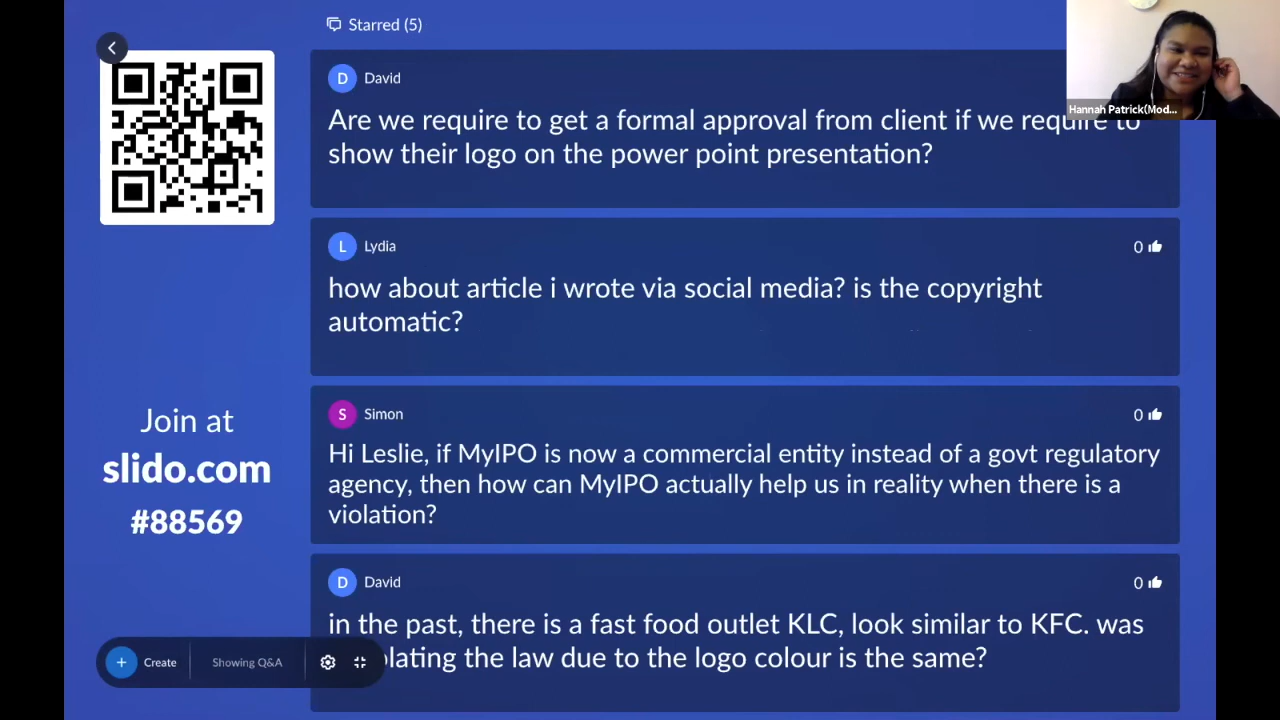 Starred (5)
D David
Are we require to get a formal approval from client if we require to
show their logo on the power point presentation?
Hannah Patrick(Mod...
L Lydia
0
how about article i wrote via social media? is the copyright
automatic?
S Simon
0
Hi Leslie, if MyIPO is now a commercial entity instead of a govt regulatory
agency, then how can MyIPO actually help us in reality when there is a
violation?
D David
0
in the past, there is a fast food outlet KLC, look similar to KFC. was
the law due to the logo colour is the same?
Join at
slido.com
#88569
Create
Showing Q&A